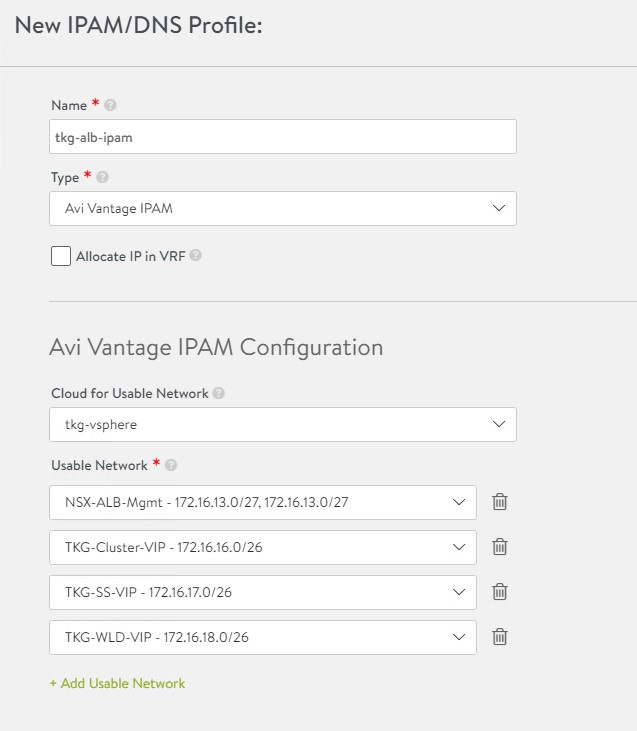 New IPAM/DNS Profile:
Name * ?
tkg-alb-ipam
Type * ?
Avi Vantage IPAM
Allocate IP in VRF ?
Avi Vantage IPAM Configuration
Cloud for Usable Network ?
tkg-vsphere
Usable Network * ?
NSX-ALB-Mgmt - 172.16.13.0/27, 172.16.13.0/27
TKG-Cluster-VIP - 172.16.16.0/26
TKG-SS-VIP - 172.16.17.0/26
TKG-WLD-VIP - 172.16.18.0/26
+ Add Usable Network